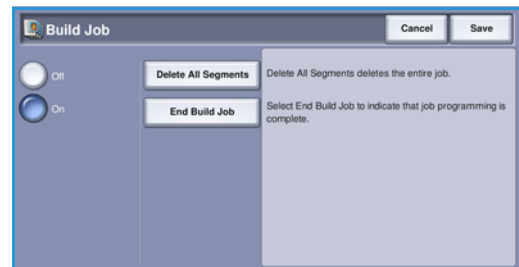 Build Job
Cancel
Save
Off
On
Delete All Segments
End Build Job
Delete All Segments deletes the entire job.
Select End Build Job to indicate that job programming is
complete.